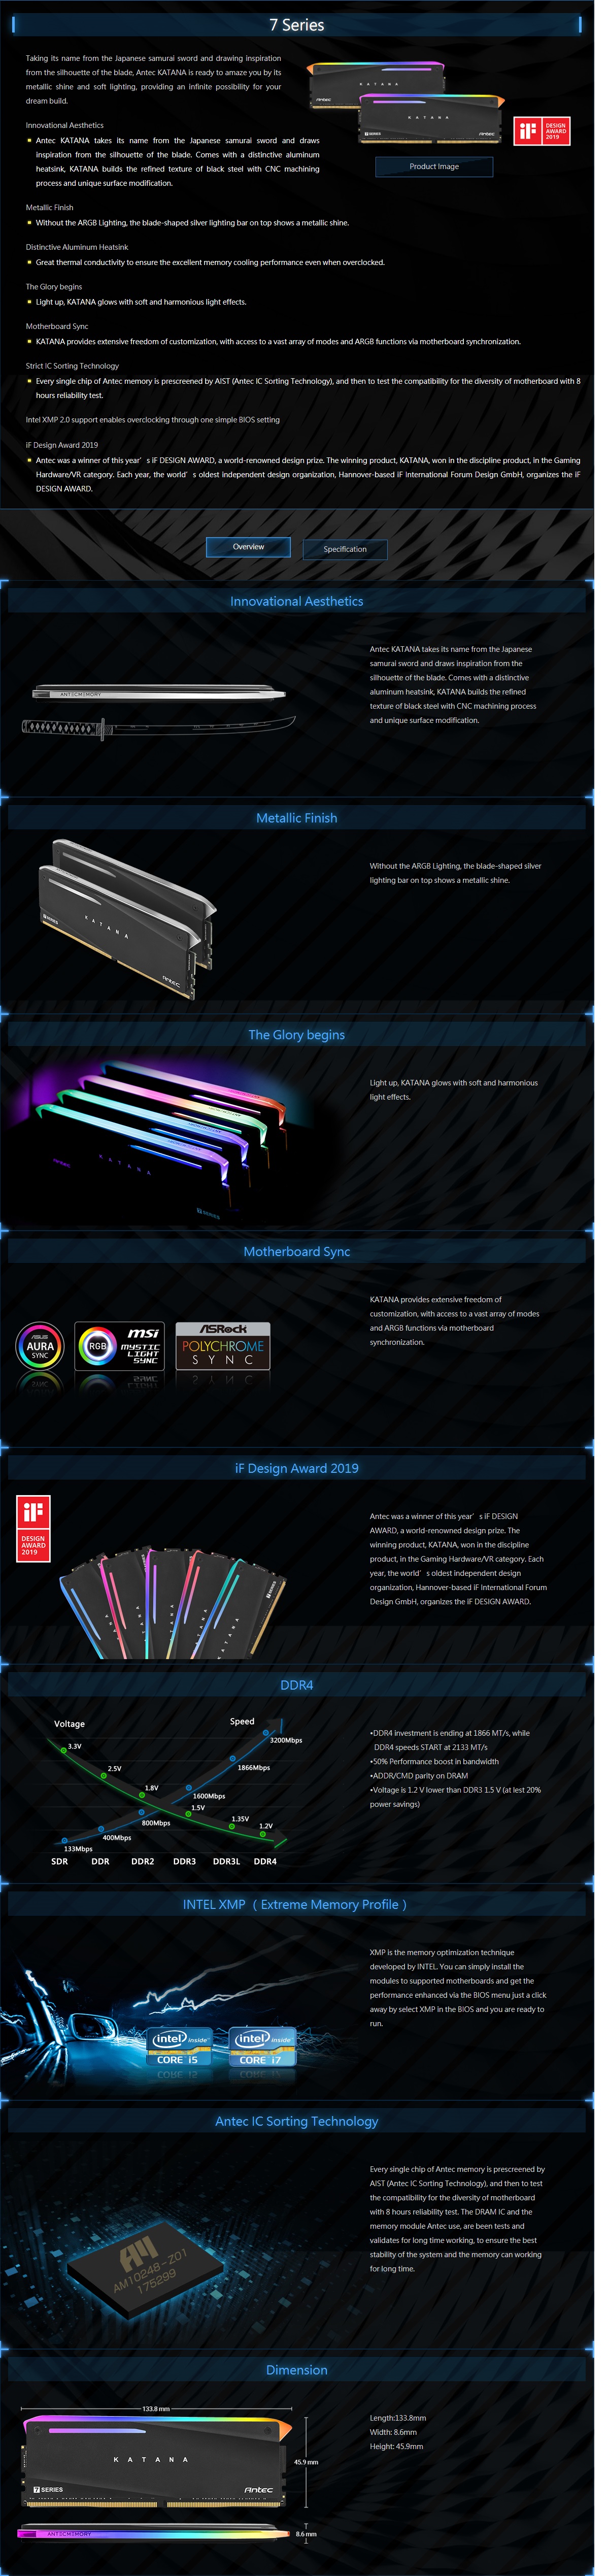 7 Series
Taking its name from the Japanese samurai sword and drawing inspiration
from the silhouette of the blade, Antec KATANA is ready to amaze you by its
metallic shine and soft lighting, providing an infinite possibility for your
dream build.
KATANA
Antec
KATANA
7 SERIES
Antec
iF
DESIGN
AWARD
2019
Product Image
Innovational Aesthetics
Antec KATANA takes its name from the Japanese samurai sword and draws
inspiration from the silhouette of the blade. Comes with a distinctive aluminum
heatsink, KATANA builds the refined texture of black steel with CNC machining
process and unique surface modification.
Metallic Finish
Without the ARGB Lighting, the blade-shaped silver lighting bar on top shows a metallic shine.
Distinctive Aluminum Heatsink
Great thermal conductivity to ensure the excellent memory cooling performance even when overclocked.
The Glory begins
Light up, KATANA glows with soft and harmonious light effects.
Motherboard Sync
KATANA provides extensive freedom of customization, with access to a vast array of modes and ARGB functions via motherboard synchronization.
Strict IC Sorting Technology
Every single chip of Antec memory is prescreened by AIST (Antec IC Sorting Technology), and then to test the compatibility for the diversity of motherboard with 8
hours reliability test.
Intel XMP 2.0 support enables overclocking through one simple BIOS setting
iF Design Award 2019
Antec was a winner of this year’s iF DESIGN AWARD, a world-renowned design prize. The winning product, KATANA, won in the discipline product, in the Gaming
Hardware/VR category. Each year, the world’s oldest independent design organization, Hannover-based iF International Forum Design GmbH, organizes the iF
DESIGN AWARD.
Overview
Specification
Innovational Aesthetics
ANTECMEMORY
Antec KATANA takes its name from the Japanese
samurai sword and draws inspiration from the
silhouette of the blade. Comes with a distinctive
aluminum heatsink, KATANA builds the refined
texture of black steel with CNC machining process
and unique surface modification.
Metallic Finish
KATANA
7 SERIES
Antec
Without the ARGB Lighting, the blade-shaped silver
lighting bar on top shows a metallic shine.
The Glory begins
Antec
KATANA
7 SERIES
Light up, KATANA glows with soft and harmonious
light effects.
Motherboard Sync
ASUS
AURA
SYNC
RGB
msi
MYSTIC
LIGHT
SYNC
ASRock
POLYCHROME
SYNC
KATANA provides extensive freedom of
customization, with access to a vast array of modes
and ARGB functions via motherboard
synchronization.
iF Design Award 2019
iF
DESIGN
AWARD
2019
KATANA
7 SERIES
Antec was a winner of this year’s iF DESIGN
AWARD, a world-renowned design prize. The
winning product, KATANA, won in the discipline
product, in the Gaming Hardware/VR category. Each
year, the world’s oldest independent design
organization, Hannover-based iF International Forum
Design GmbH, organizes the iF DESIGN AWARD.
DDR4
Voltage
Speed
3.3V
2.5V
1.8V
1.5V
1.35V
1.2V
133Mbps
400Mbps
800Mbps
1600Mbps
1866Mbps
3200Mbps
SDR DDR DDR2 DDR3 DDR3L DDR4
•DDR4 investment is ending at 1866 MT/s, while
DDR4 speeds START at 2133 MT/s
•50% Performance boost in bandwidth
•ADDR/CMD parity on DRAM
•Voltage is 1.2 V lower than DDR3 1.5 V (at lest 20%
power savings)
INTEL XMP （Extreme Memory Profile）
intel inside
CORE i5
intel inside
CORE i7
XMP is the memory optimization technique
developed by INTEL. You can simply install the
modules to supported motherboards and get the
performance enhanced via the BIOS menu just a click
away by select XMP in the BIOS and you are ready to
run.
Antec IC Sorting Technology
AM10248-Z01
175299
Every single chip of Antec memory is prescreened by
AIST (Antec IC Sorting Technology), and then to test
the compatibility for the diversity of motherboard
with 8 hours reliability test. The DRAM IC and the
memory module Antec use, are been tests and
validates for long time working, to ensure the best
stability of the system and the memory can working
for long time.
Dimension
133.8 mm
KATANA
7 SERIES
Antec
45.9 mm
ANTECMEMORY
8.6 mm
Length:133.8mm
Width: 8.6mm
Height: 45.9mm